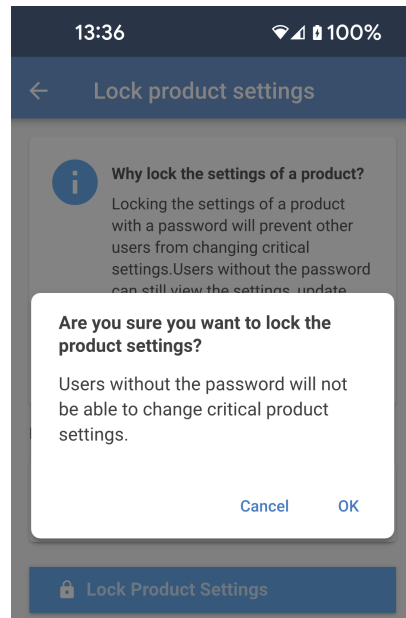 13:36 100%
Lock product settings
Why lock the settings of a product?
Locking the settings of a product
with a password will prevent other
users from changing critical
settings.Users without the password
can still view the settings, update
Are you sure you want to lock the
product settings?
Users without the password will not
be able to change critical product
settings.
Cancel OK
Lock Product Settings